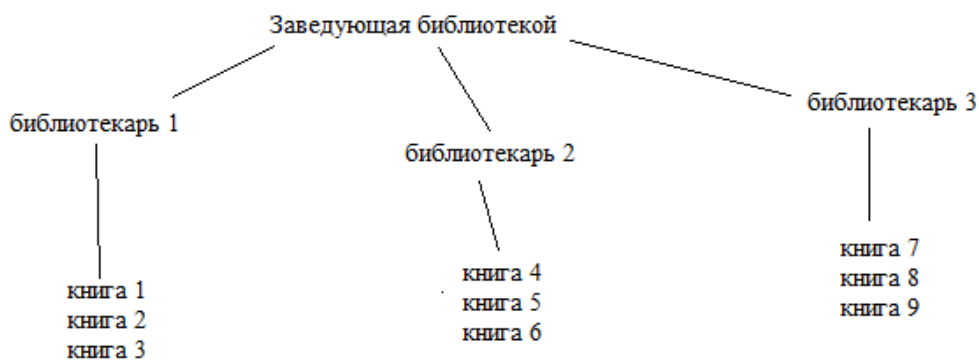 Заведующая библиотекой
библиотекарь 1
библиотекарь 2
библиотекарь 3
книга 1
книга 2
книга 3
книга 4
книга 5
книга 6
книга 7
книга 8
книга 9